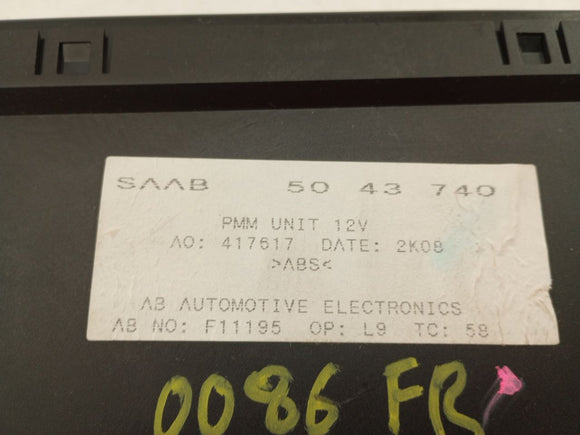 SAAB 50 43 740
PMM UNIT 12V
AO: 417617 DATE: 2K08
>ABS<
AB AUTOMOTIVE ELECTRONICS
AB NO: F11195 OP: L9 TC: 58
0086 FR